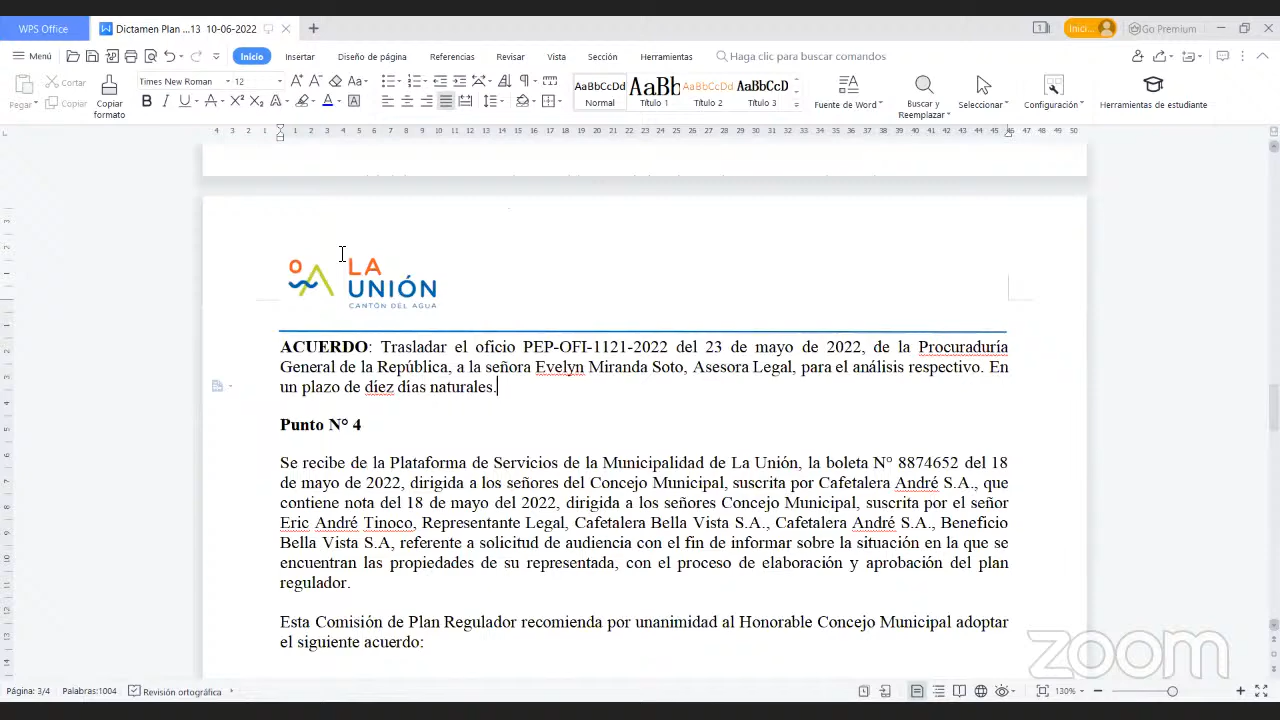 WPS Office
Dictamen Plan ...13 10-06-2022
Inici...
Go Premium
Menú
Inicio
Insertar
Diseño de página
Referencias
Revisar
Vista
Sección
Herramientas
Haga clic para buscar comandos
Pegar
Cortar
Copiar
Copiar formato
Times New Roman
12
AaBbCcDd
Normal
AaBb
Título 1
AaBbCcDd
Título 2
AaBbCcD
Título 3
Fuente de Word
Buscar y Reemplazar
Seleccionar
Configuración
Herramientas de estudiante
LA
UNIÓN
CANTÓN DEL AGUA
ACUERDO: Trasladar el oficio PEP-OFI-1121-2022 del 23 de mayo de 2022, de la Procuraduría
General de la República, a la señora Evelyn Miranda Soto, Asesora Legal, para el análisis respectivo. En
un plazo de díez días naturales.
Punto N° 4
Se recibe de la Plataforma de Servicios de la Municipalidad de La Unión, la boleta N° 8874652 del 18
de mayo de 2022, dirigida a los señores del Concejo Municipal, suscrita por Cafetalera André S.A., que
contiene nota del 18 de mayo del 2022, dirigida a los señores Concejo Municipal, suscrita por el señor
Eric André Tinoco, Representante Legal, Cafetalera Bella Vista S.A., Cafetalera André S.A., Beneficio
Bella Vista S.A, referente a solicitud de audiencia con el fin de informar sobre la situación en la que se
encuentran las propiedades de su representada, con el proceso de elaboración y aprobación del plan
regulador.
Esta Comisión de Plan Regulador recomienda por unanimidad al Honorable Concejo Municipal adoptar
el siguiente acuerdo:
zoom
Página: 3/4
Palabras:1004
Revisión ortográfica
130%